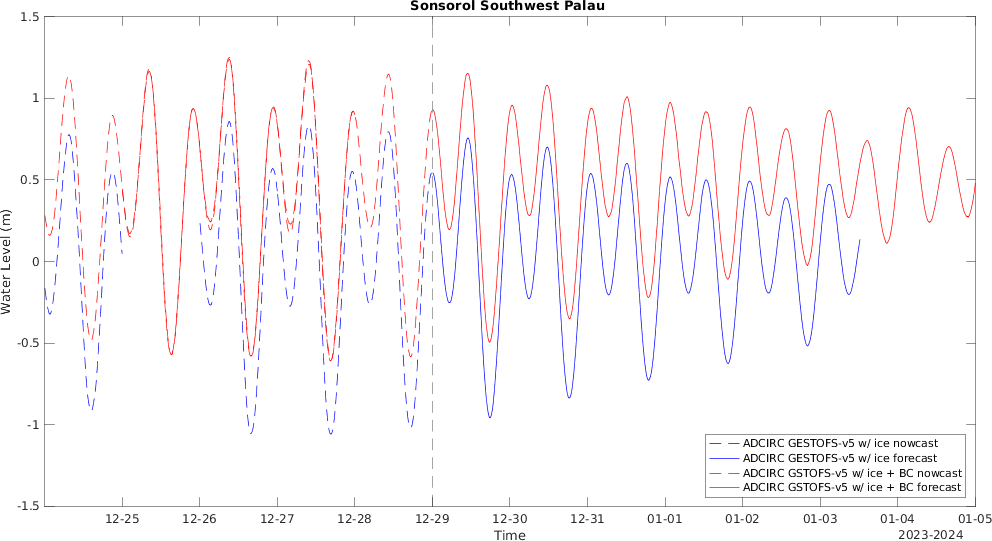 Sonsorol Southwest Palau
Water Level (m)
1.5
1
0.5
0
-0.5
-1
-1.5
12-25
12-26
12-27
12-28
12-29
12-30
12-31
01-01
01-02
01-03
01-04
01-05
Time
2023-2024
ADCIRC GESTOFS-v5 w/ ice nowcast
ADCIRC GESTOFS-v5 w/ ice forecast
ADCIRC GSTOFS-v5 w/ ice + BC nowcast
ADCIRC GSTOFS-v5 w/ ice + BC forecast